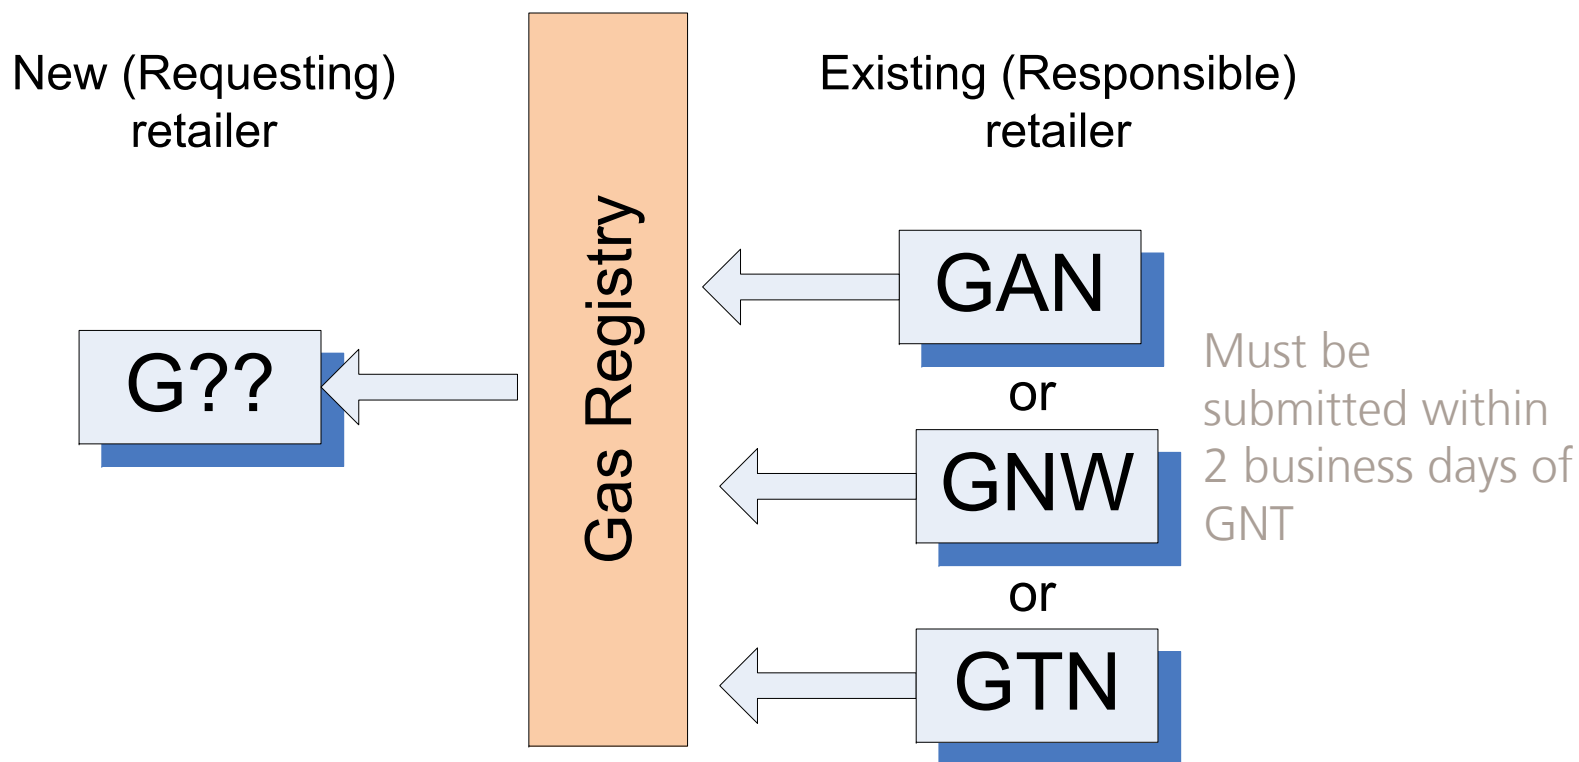 New (Requesting)
retailer
Gas Registry
Existing (Responsible)
retailer
G??
GAN
or
GNW
or
GTN
Must be
submitted within
2 business days of
GNT